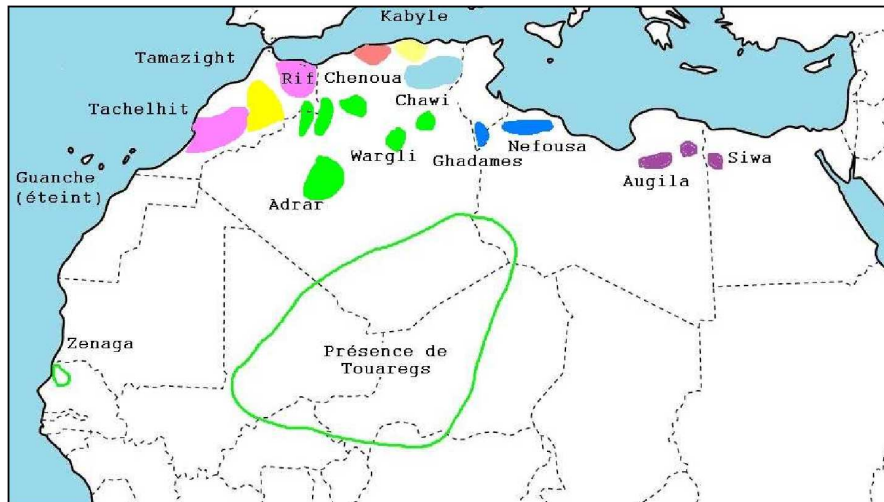 Kabyle
Tamazight
Rif Chenoua
Tachelhit
Chawi
Wargli
Nefousa
Ghadames
Siwa
Augila
Guanche
(éteint)
Adrar
Zenaga
Présence de
Touaregs